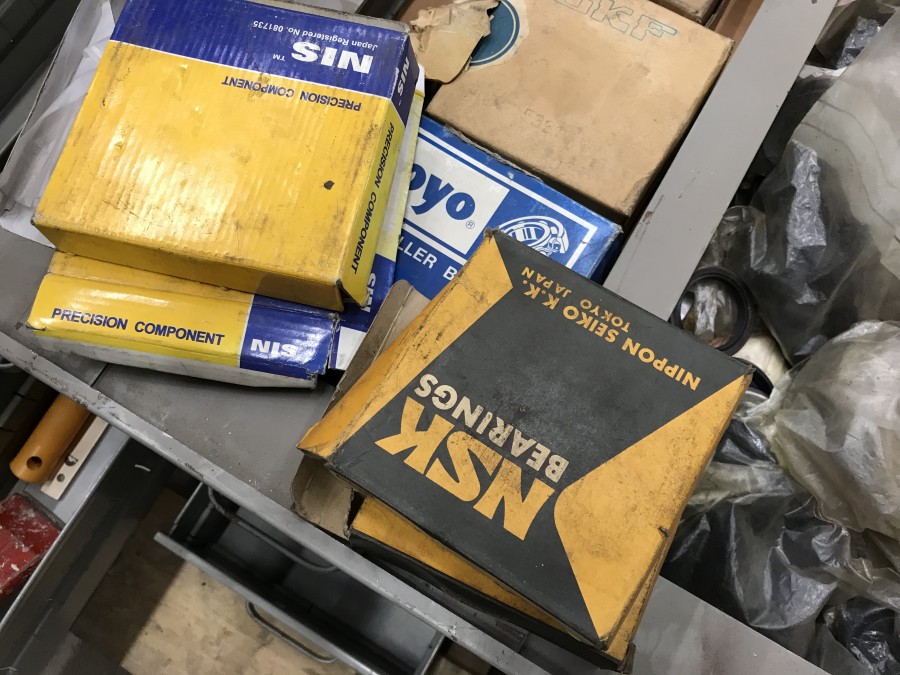 Japan Registered No. 081735
NIS
TM
PRECISION COMPONENT
NIS
PRECISION COMPONENT
PRECISION COMPONENT
NIS
oyo
®
LLER B
NIPPON SEIKO K.K.
TOKYO JAPAN
NSK
BEARINGS